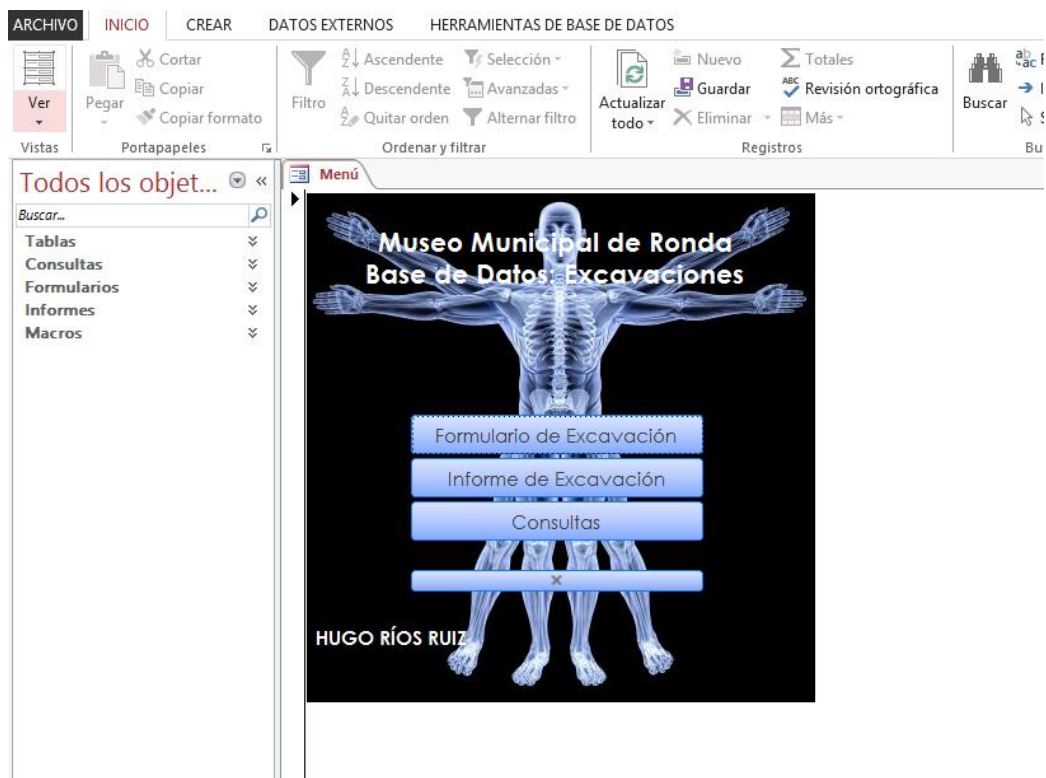 ARCHIVO INICIO CREAR DATOS EXTERNOS HERRAMIENTAS DE BASE DE DATOS
Ver
Vistas
Pegar
Cortar
Copiar
Copiar formato
Portapapeles
Filtro
Ascendente
Descendente
Quitar orden
Selección
Avanzadas
Alternar filtro
Ordenar y filtrar
Actualizar
todo
Nuevo
Guardar
Eliminar
Totales
Revisión ortográfica
Más
Registros
Buscar
Bu
Todos los objet...
Buscar...
Tablas
Consultas
Formularios
Informes
Macros
Menú
Museo Municipal de Ronda
Base de Datos: Excavaciones
Formulario de Excavación
Informe de Excavación
Consultas
HUGO RÍOS RUIZ